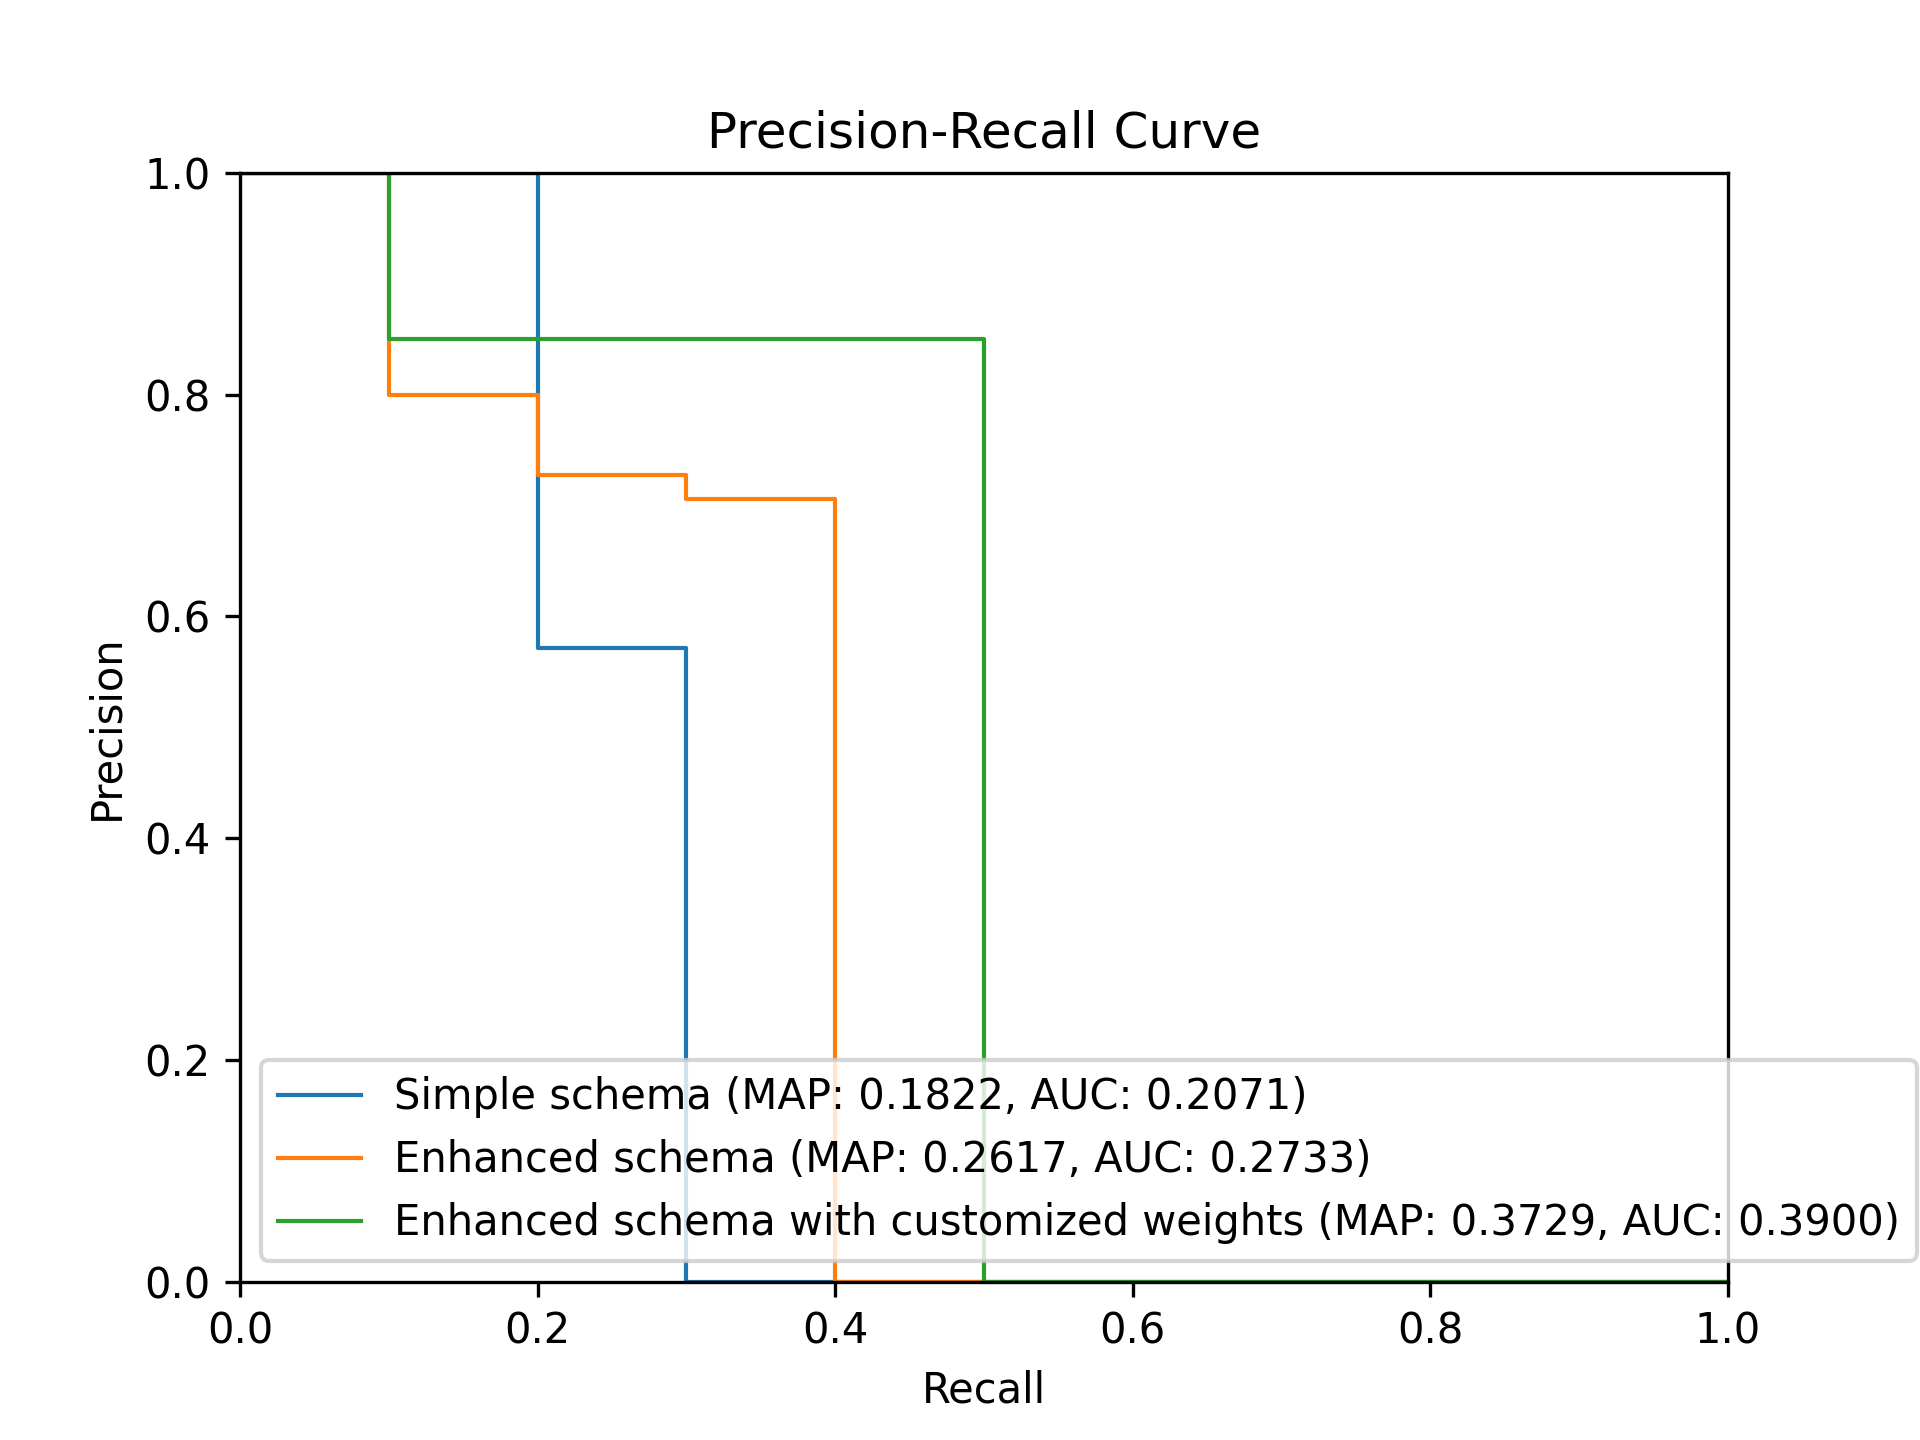 Precision-Recall Curve
1.0
0.8
0.6
0.4
0.2
0.0
Precision
Simple schema (MAP: 0.1822, AUC: 0.2071)
Enhanced schema (MAP: 0.2617, AUC: 0.2733)
Enhanced schema with customized weights (MAP: 0.3729, AUC: 0.3900)
0.0 0.2 0.4 0.6 0.8 1.0
Recall